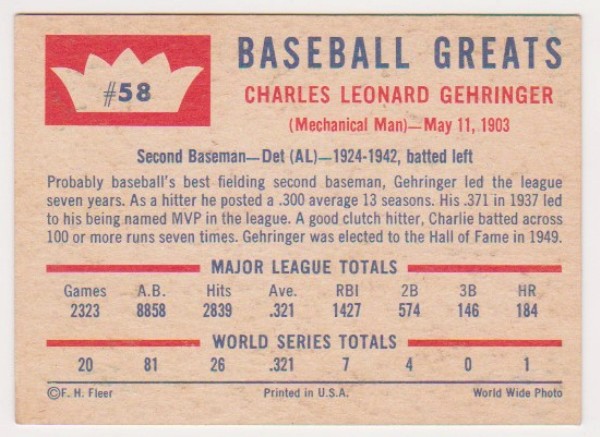 #58
BASEBALL GREATS
CHARLES LEONARD GEHRINGER
(Mechanical Man)—May 11, 1903
Second Baseman—Det (AL)—1924-1942, batted left
Probably baseball's best fielding second baseman, Gehringer led the league
seven years. As a hitter he posted a .300 average 13 seasons. His .371 in 1937 led
to his being named MVP in the league. A good clutch hitter, Charlie batted across
100 or more runs seven times. Gehringer was elected to the Hall of Fame in 1949.
MAJOR LEAGUE TOTALS
Games A.B. Hits Ave. RBI 2B 3B HR
2323 8858 2839 .321 1427 574 146 184
WORLD SERIES TOTALS
20 81 26 .321 7 4 0 1
©F. H. Fleer Printed in U.S.A. World Wide Photo